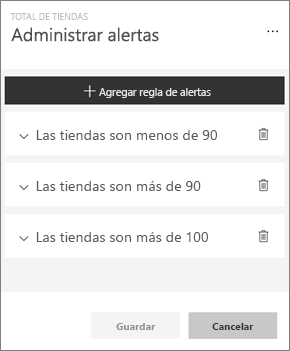 TOTAL DE TIENDAS
Administrar alertas
Agregar regla de alertas
Las tiendas son menos de 90
Las tiendas son más de 90
Las tiendas son más de 100
Guardar
Cancelar